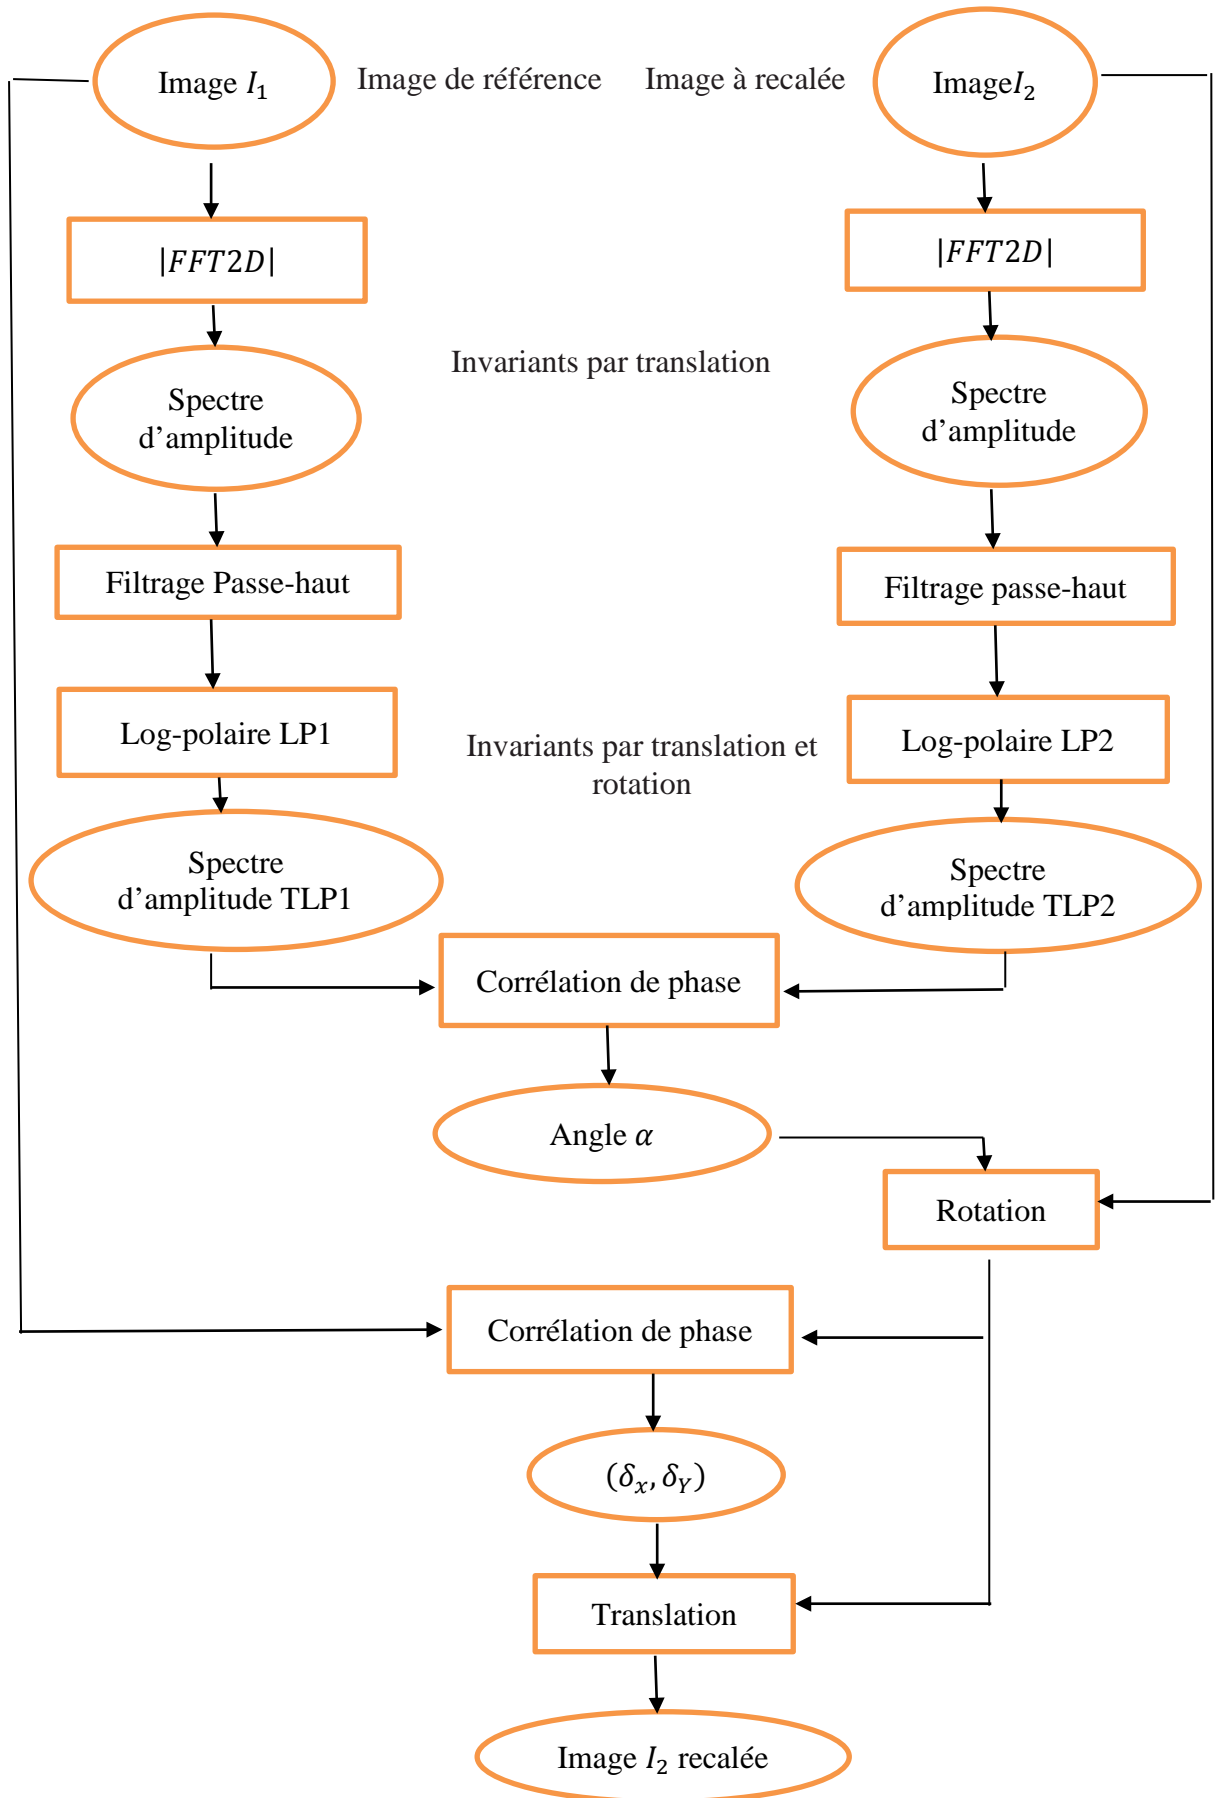 Image I₁
Image de référence
Image à recalée
ImageI₂
|FFT2D|
|FFT2D|
Invariants par translation
Spectre
d’amplitude
Spectre
d’amplitude
Filtrage Passe-haut
Filtrage passe-haut
Log-polaire LP1
Invariants par translation et
rotation
Log-polaire LP2
Spectre
d’amplitude TLP1
Spectre
d’amplitude TLP2
Corrélation de phase
Angle α
Rotation
Corrélation de phase
(δₓ, δ_Y)
Translation
Image I₂ recalée